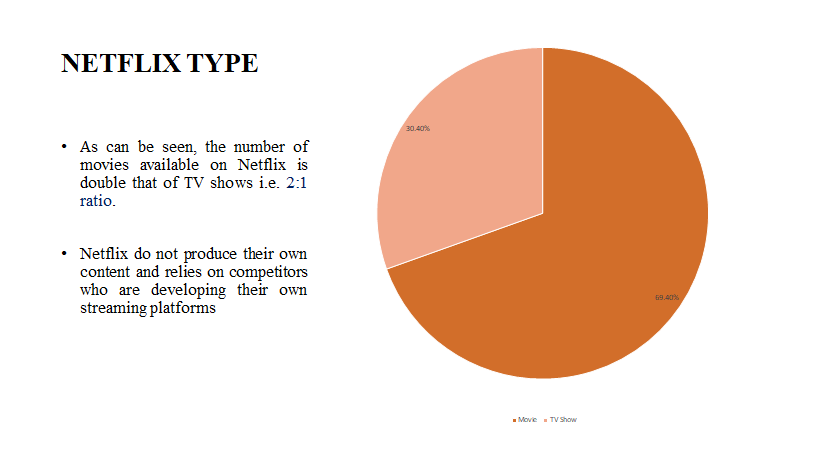 NETFLIX TYPE
• As can be seen, the number of
movies available on Netflix is
double that of TV shows i.e. 2:1
ratio.
• Netflix do not produce their own
content and relies on competitors
who are developing their own
streaming platforms
30.40%
69.40%
Movie TV Show